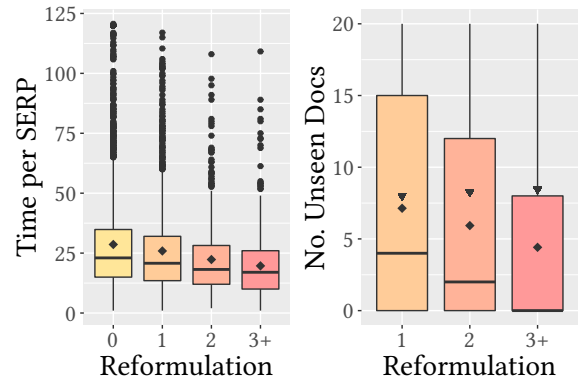 Time per SERP
125
100
75
50
25
0
0 1 2 3+
Reformulation
No. Unseen Docs
20
15
10
5
0
1 2 3+
Reformulation